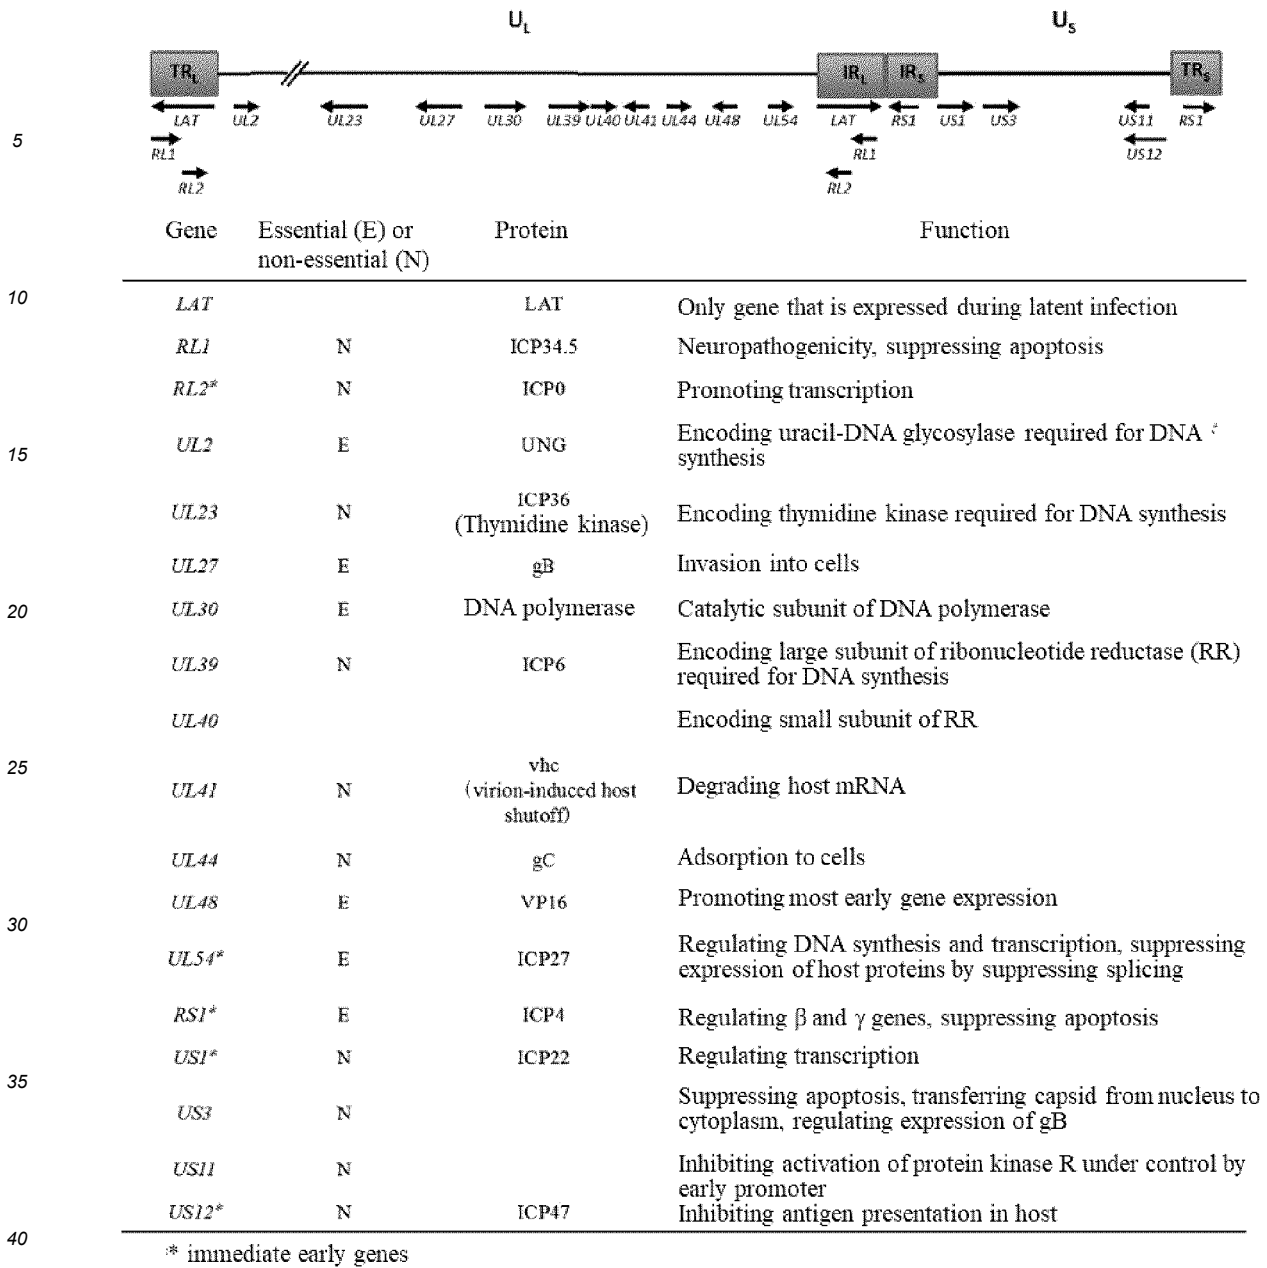 UL US
TRL IRL IRS TRS
LAT UL2 UL23 UL27 UL30 UL39 UL40 UL41 UL44 UL48 UL54 LAT RS1 US1 US3 US11 RS1
5
RL1 RL1 US12
RL2 RL2
Gene Essential (E) or Protein Function
non-essential (N)
10
LAT LAT Only gene that is expressed during latent infection
RL1 N ICP34.5 Neuropathogenicity, suppressing apoptosis
RL2* N ICP0 Promoting transcription
Encoding uracil-DNA glycosylase required for DNA
15 UL2 E UNG
synthesis
ICP36
UL23 N Encoding thymidine kinase required for DNA synthesis
(Thymidine kinase)
UL27 E gB Invasion into cells
20 UL30 E DNA polymerase Catalytic subunit of DNA polymerase
Encoding large subunit of ribonucleotide reductase (RR)
UL39 N ICP6
required for DNA synthesis
UL40 Encoding small subunit of RR
25 vhc
UL41 N (virion-induced host Degrading host mRNA
shutoff)
UL44 N gC Adsorption to cells
UL48 E VP16 Promoting most early gene expression
30
Regulating DNA synthesis and transcription, suppressing
UL54* E ICP27
expression of host proteins by suppressing splicing
RS1* E ICP4 Regulating β and γ genes, suppressing apoptosis
US1* N ICP22 Regulating transcription
35
Suppressing apoptosis, transferring capsid from nucleus to
US3 N
cytoplasm, regulating expression of gB
US11 N Inhibiting activation of protein kinase R under control by
early promoter
US12* N ICP47 Inhibiting antigen presentation in host
40
* immediate early genes